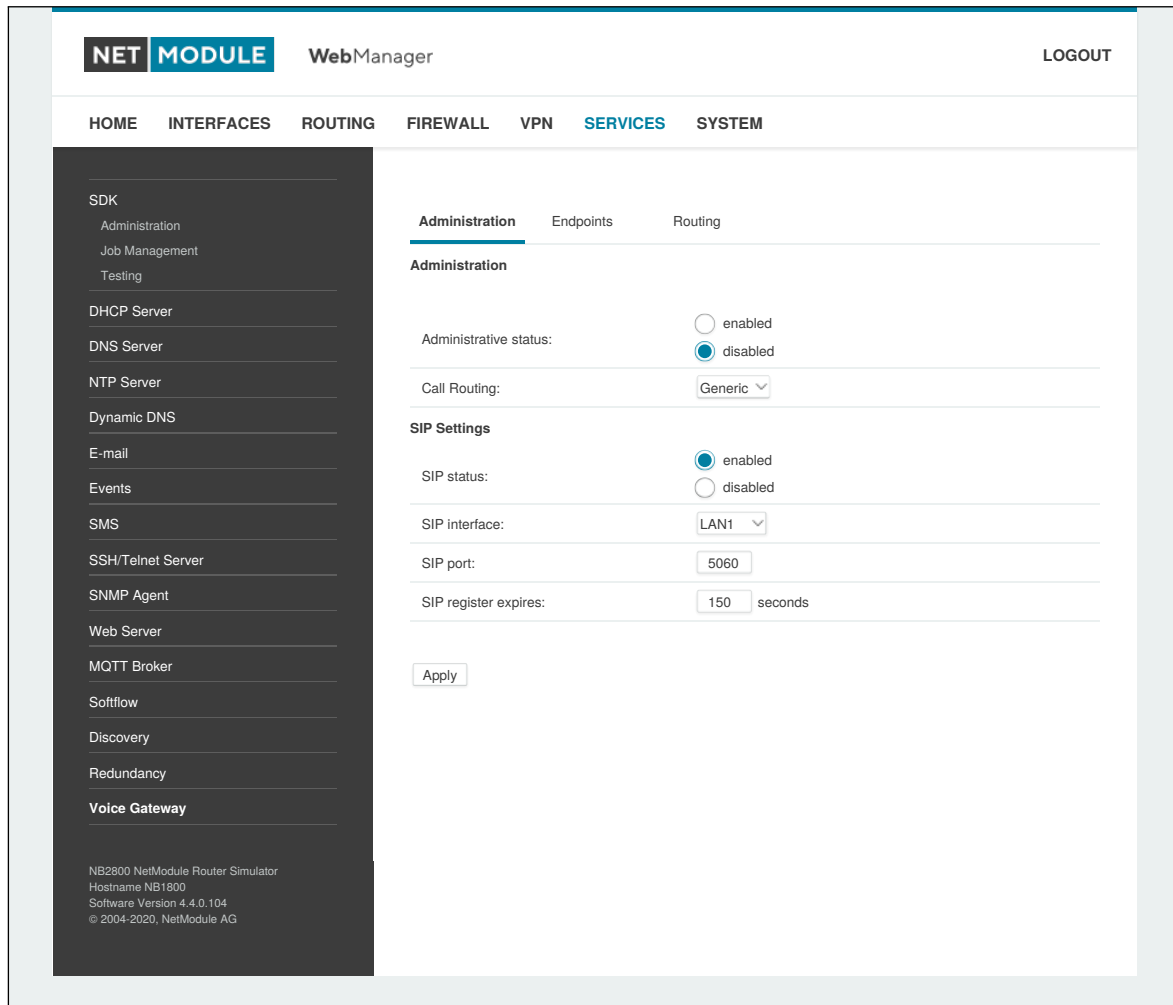 NET MODULE WebManager LOGOUT
HOME INTERFACES ROUTING FIREWALL VPN SERVICES SYSTEM
SDK
Administration
Job Management
Testing
DHCP Server
DNS Server
NTP Server
Dynamic DNS
E-mail
Events
SMS
SSH/Telnet Server
SNMP Agent
Web Server
MQTT Broker
Softflow
Discovery
Redundancy
Voice Gateway
NB2800 NetModule Router Simulator
Hostname NB1800
Software Version 4.4.0.104
© 2004-2020, NetModule AG
Administration Endpoints Routing
Administration
Administrative status:
enabled
disabled
Call Routing: Generic
SIP Settings
SIP status:
enabled
disabled
SIP interface: LAN1
SIP port: 5060
SIP register expires: 150 seconds
Apply